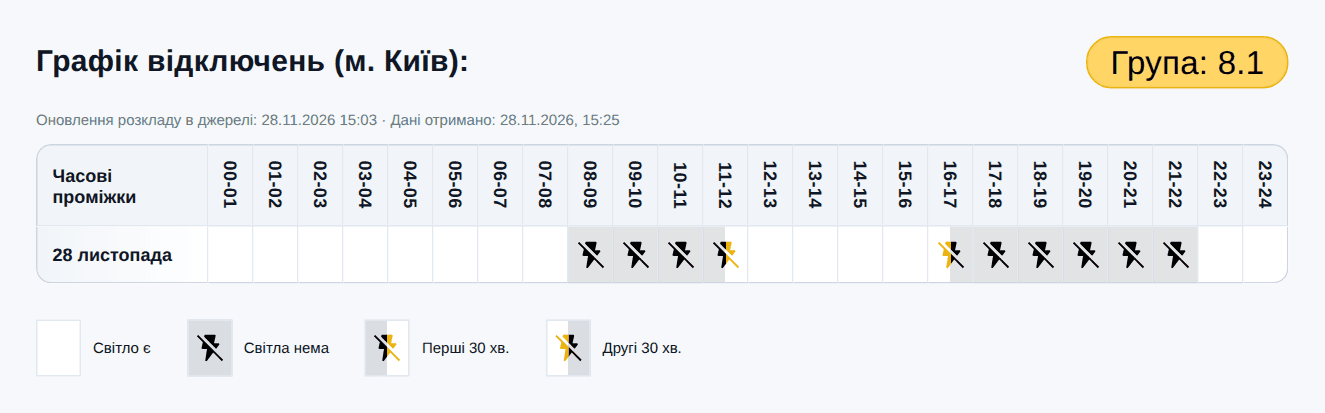 Графік відключень (м. Київ):
Група: 8.1
Оновлення розкладу в джерелі: 28.11.2026 15:03 · Дані отримано: 28.11.2026, 15:25
Часові проміжки 00-01 01-02 02-03 03-04 04-05 05-06 06-07 07-08 08-09 09-10 10-11 11-12 12-13 13-14 14-15 15-16 16-17 17-18 18-19 19-20 20-21 21-22 22-23 23-24
28 листопада
Світло є Світла нема Перші 30 хв. Другі 30 хв.